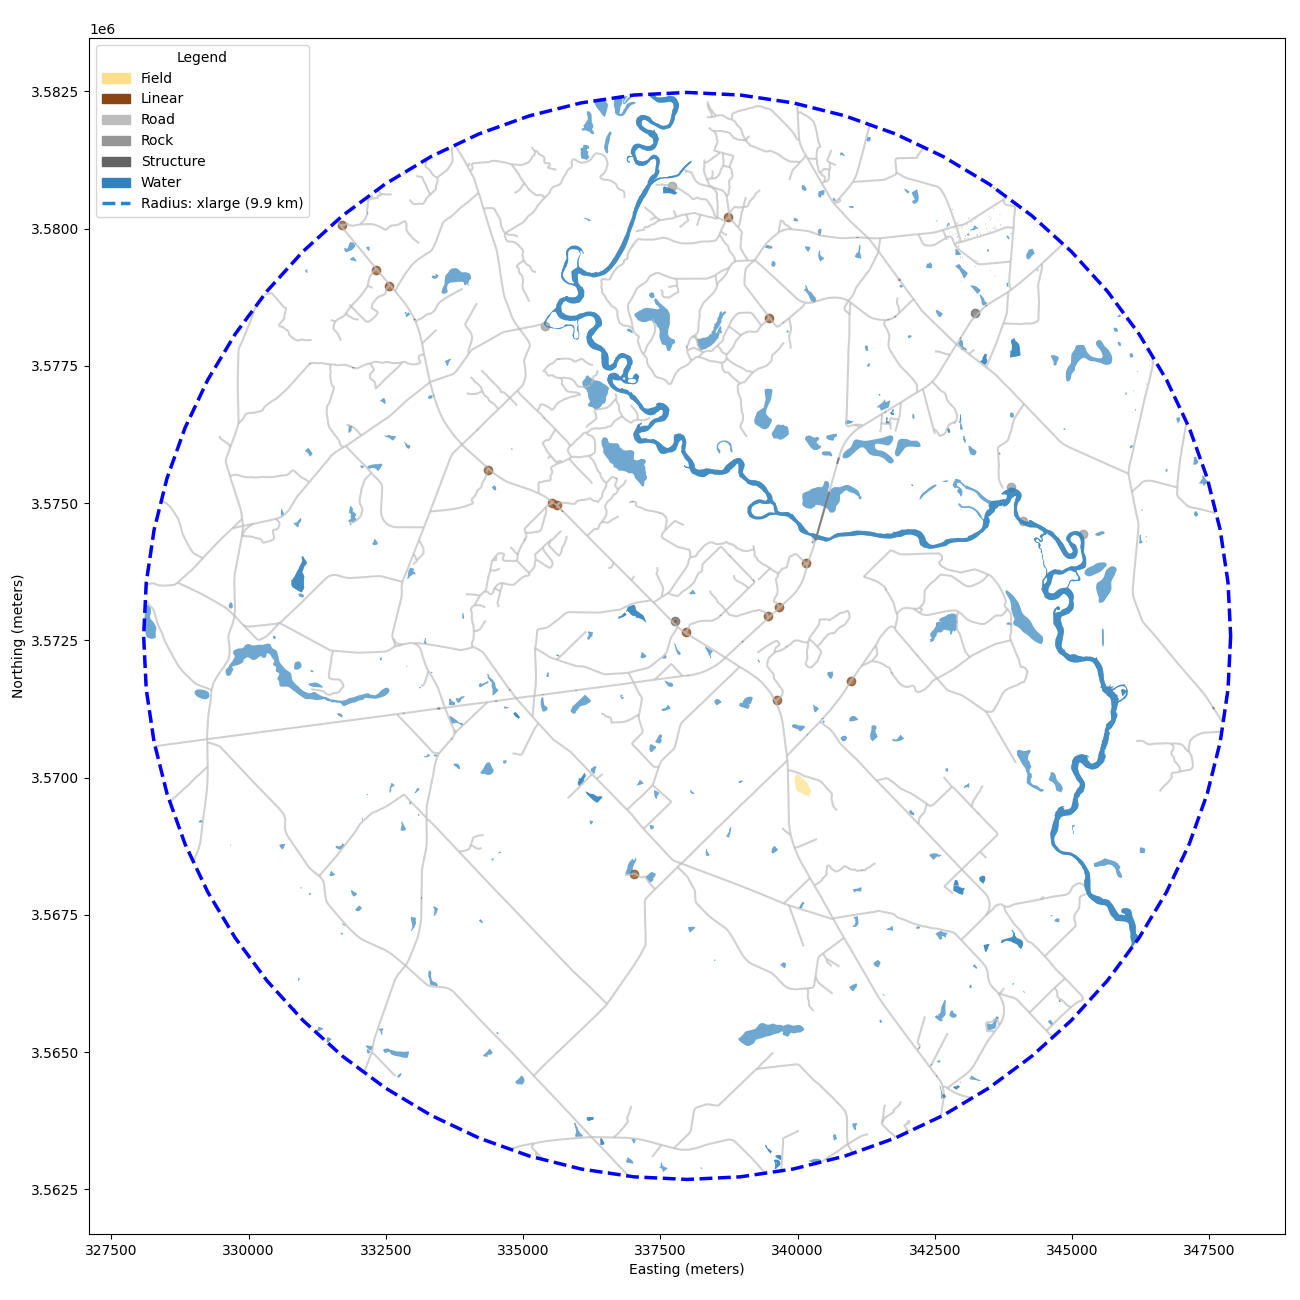 1e6
Legend
Field
Linear
Road
Rock
Structure
Water
Radius: xlarge (9.9 km)
3.5825
3.5800
3.5775
3.5750
3.5725
3.5700
3.5675
3.5650
3.5625
Northing (meters)
327500 330000 332500 335000 337500 340000 342500 345000 347500
Easting (meters)